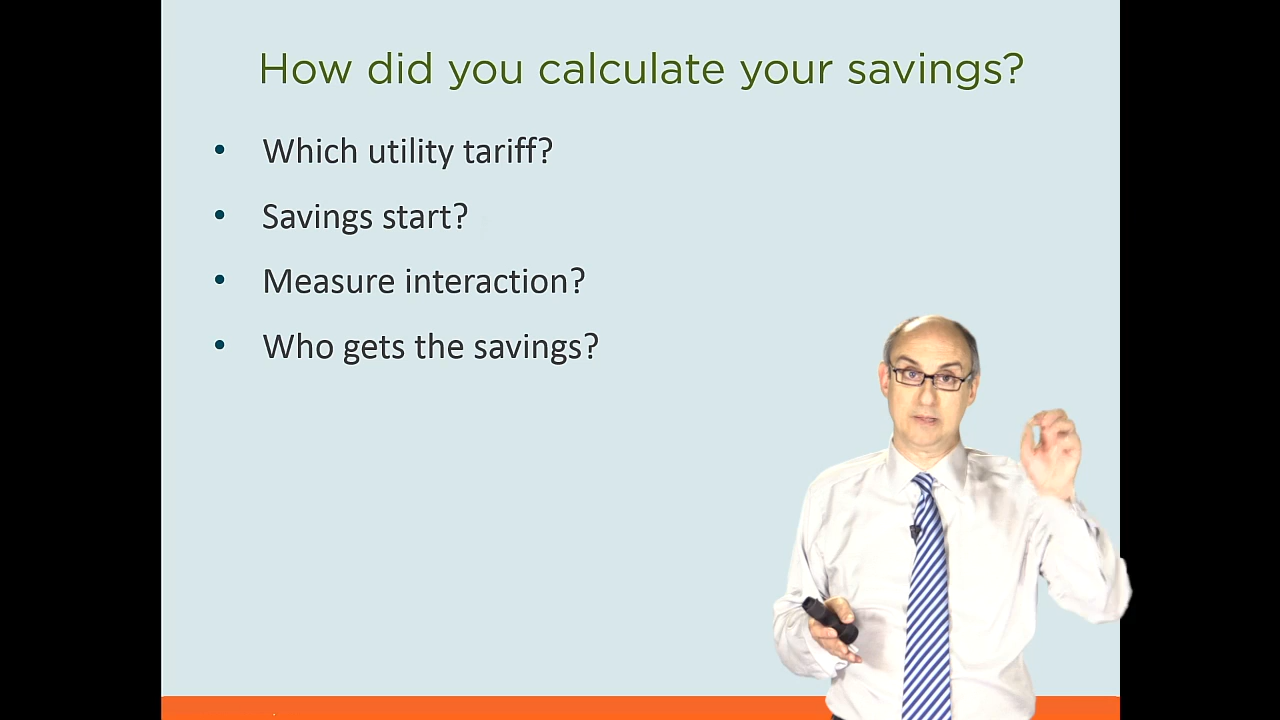 How did you calculate your savings?
• Which utility tariff?
• Savings start?
• Measure interaction?
• Who gets the savings?